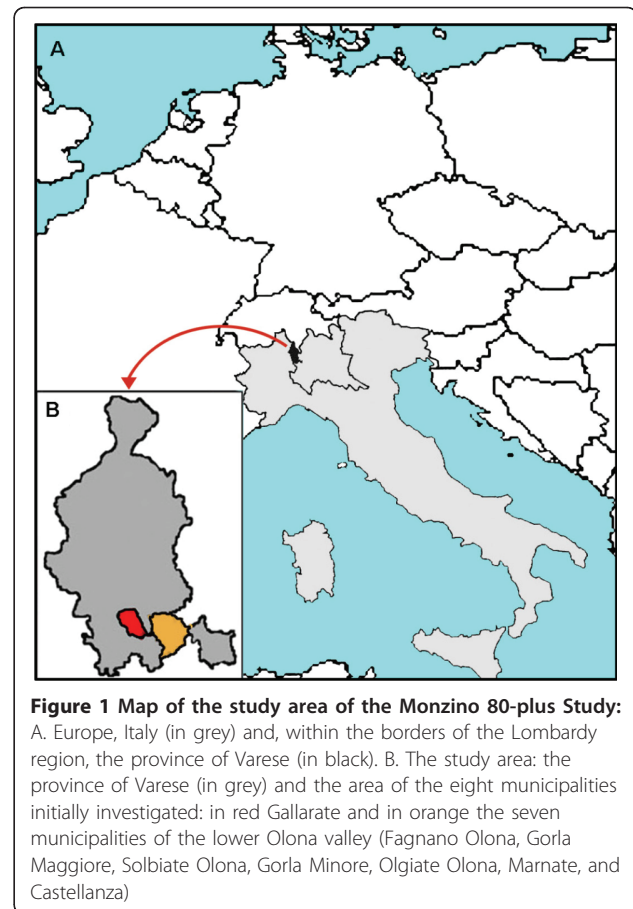 A
B
Figure 1 Map of the study area of the Monzino 80-plus Study:
A. Europe, Italy (in grey) and, within the borders of the Lombardy
region, the province of Varese (in black). B. The study area: the
province of Varese (in grey) and the area of the eight municipalities
initially investigated: in red Gallarate and in orange the seven
municipalities of the lower Olona valley (Fagnano Olona, Gorla
Maggiore, Solbiate Olona, Gorla Minore, Olgiate Olona, Marnate, and
Castellanza)